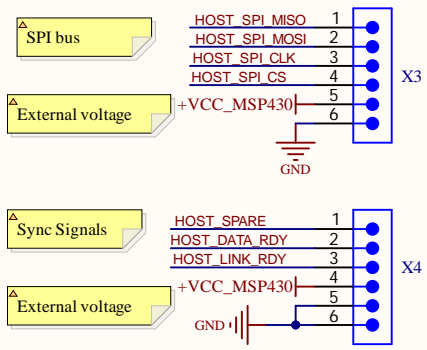 SPI bus
External voltage
HOST_SPI_MISO 1
HOST_SPI_MOSI 2
HOST_SPI_CLK 3
HOST_SPI_CS 4
+VCC_MSP430 5
6
GND
X3
Sync Signals
External voltage
HOST_SPARE 1
HOST_DATA_RDY 2
HOST_LINK_RDY 3
+VCC_MSP430 4
5
GND 6
X4